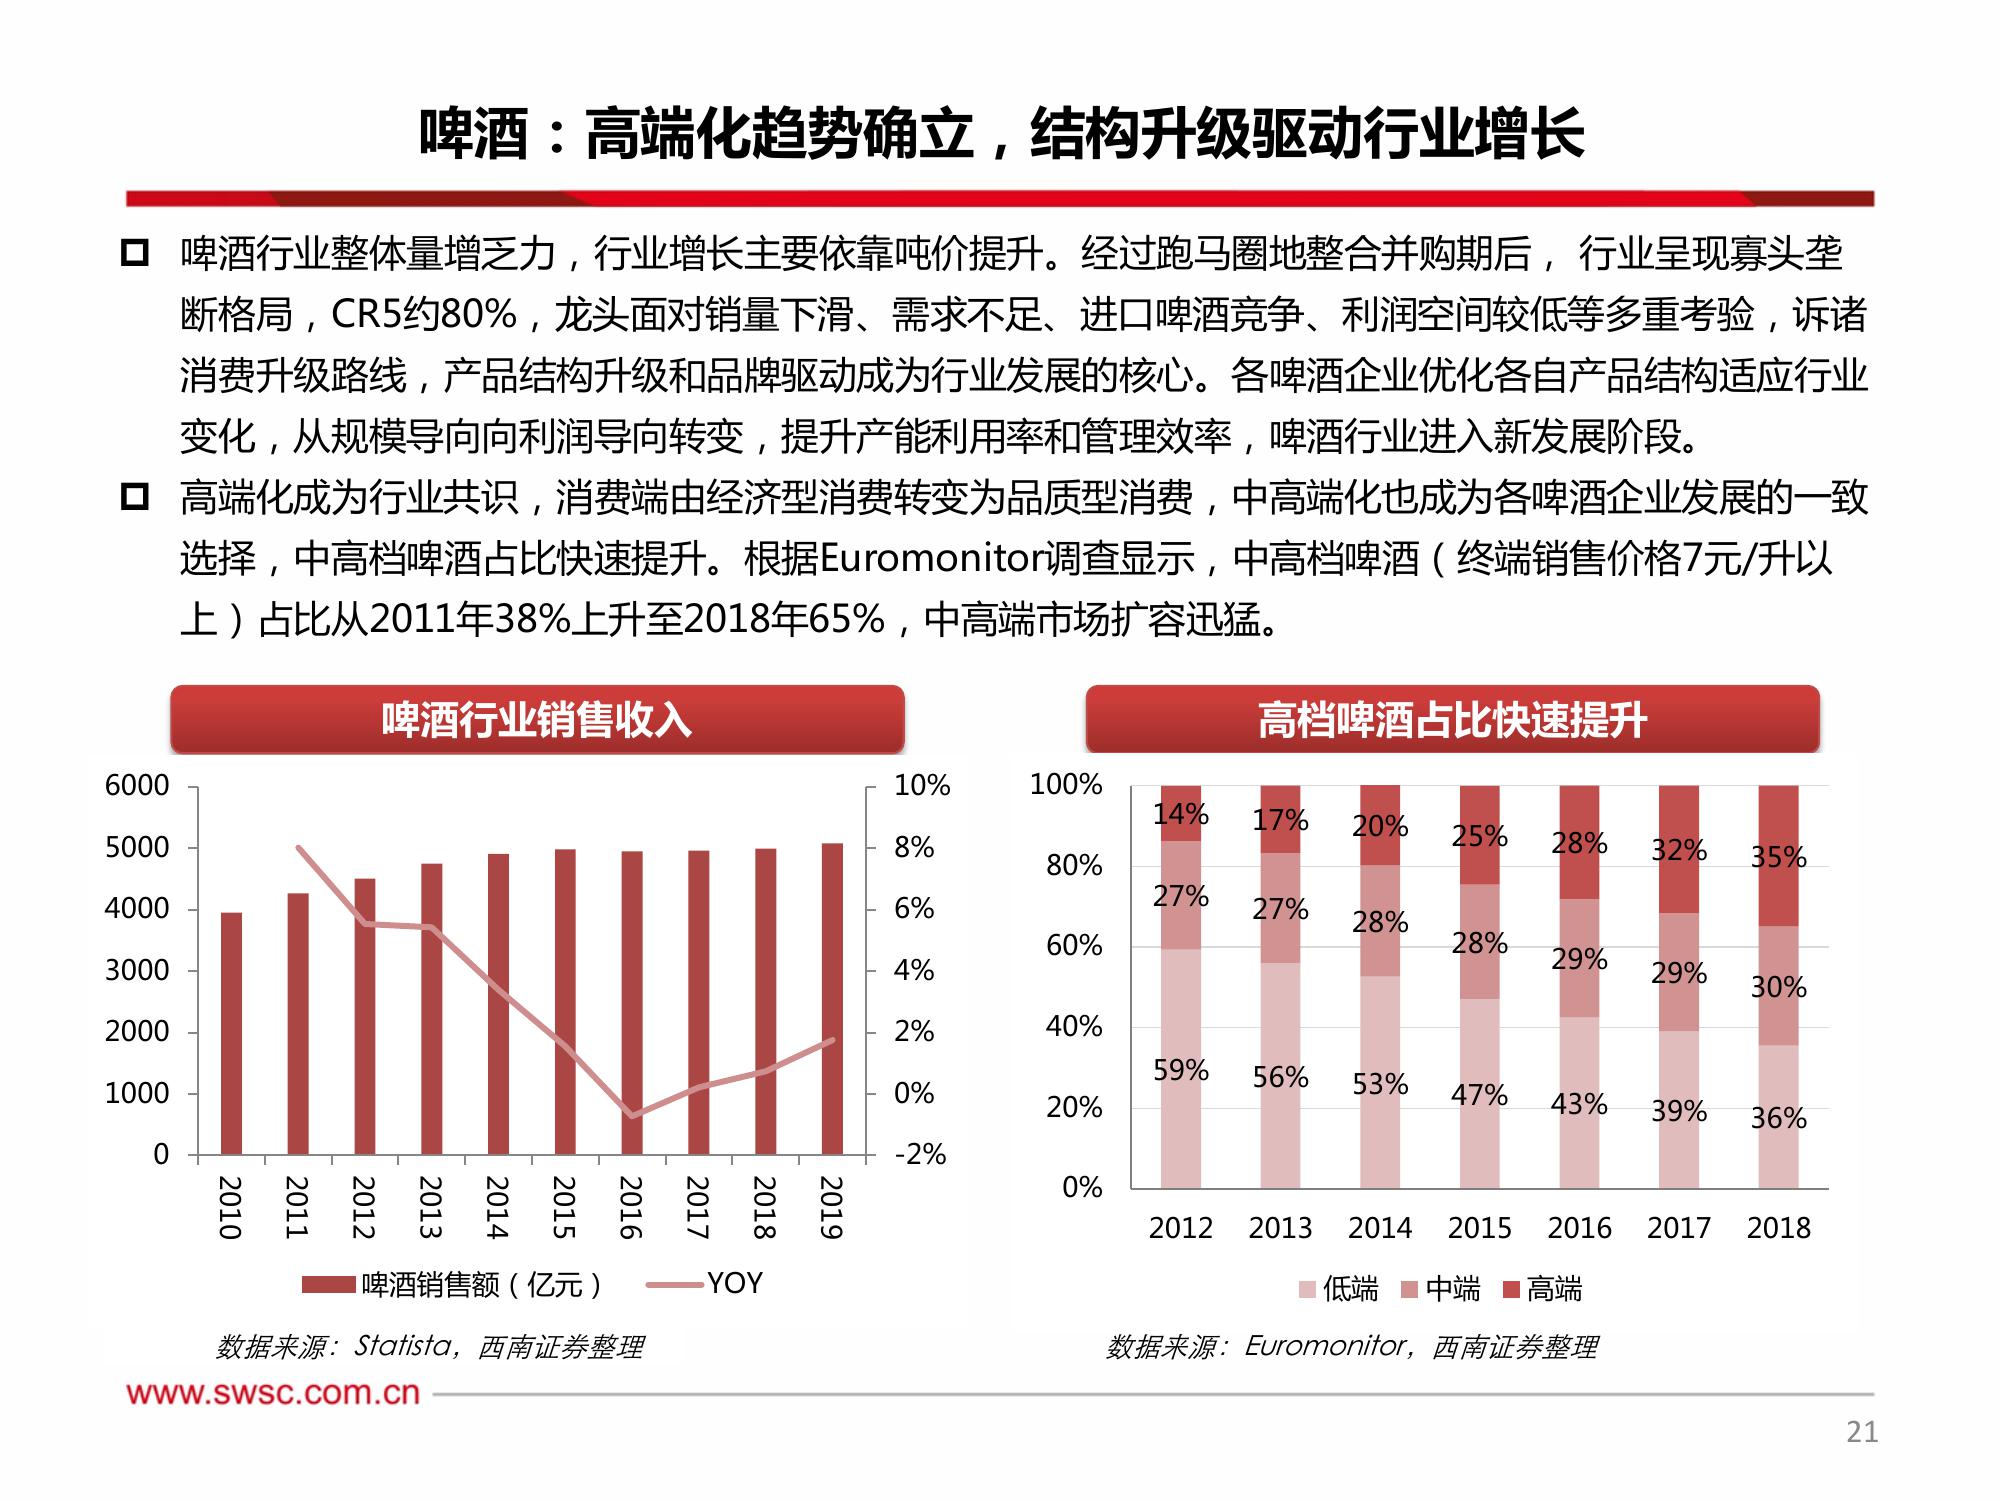 啤酒：高端化趋势确立，结构升级驱动行业增长
啤酒行业整体量增乏力，行业增长主要依靠吨价提升。经过跑马圈地整合并购期后， 行业呈现寡头垄
断格局，CR5约80%，龙头面对销量下滑、需求不足、进口啤酒竞争、利润空间较低等多重考验，诉诸
消费升级路线，产品结构升级和品牌驱动成为行业发展的核心。各啤酒企业优化各自产品结构适应行业
变化，从规模导向向利润导向转变，提升产能利用率和管理效率，啤酒行业进入新发展阶段。
高端化成为行业共识，消费端由经济型消费转变为品质型消费，中高端化也成为各啤酒企业发展的一致
选择，中高档啤酒占比快速提升。根据Euromonitor调查显示，中高档啤酒（终端销售价格7元/升以
上）占比从2011年38%上升至2018年65%，中高端市场扩容迅猛。
啤酒行业销售收入
6000
5000
4000
3000
2000
1000
0
10%
8%
6%
4%
2%
0%
-2%
2010
2011
2012
2013
2014
2015
2016
2017
2018
2019
啤酒销售额（亿元）
YOY
数据来源：Statista，西南证券整理
高档啤酒占比快速提升
100%
80%
60%
40%
20%
0%
14% 17% 20% 25% 28% 32% 35%
27% 27% 28% 28% 29% 29% 30%
59% 56% 53% 47% 43% 39% 36%
2012 2013 2014 2015 2016 2017 2018
低端 中端 高端
数据来源：Euromonitor，西南证券整理
www.swsc.com.cn
21